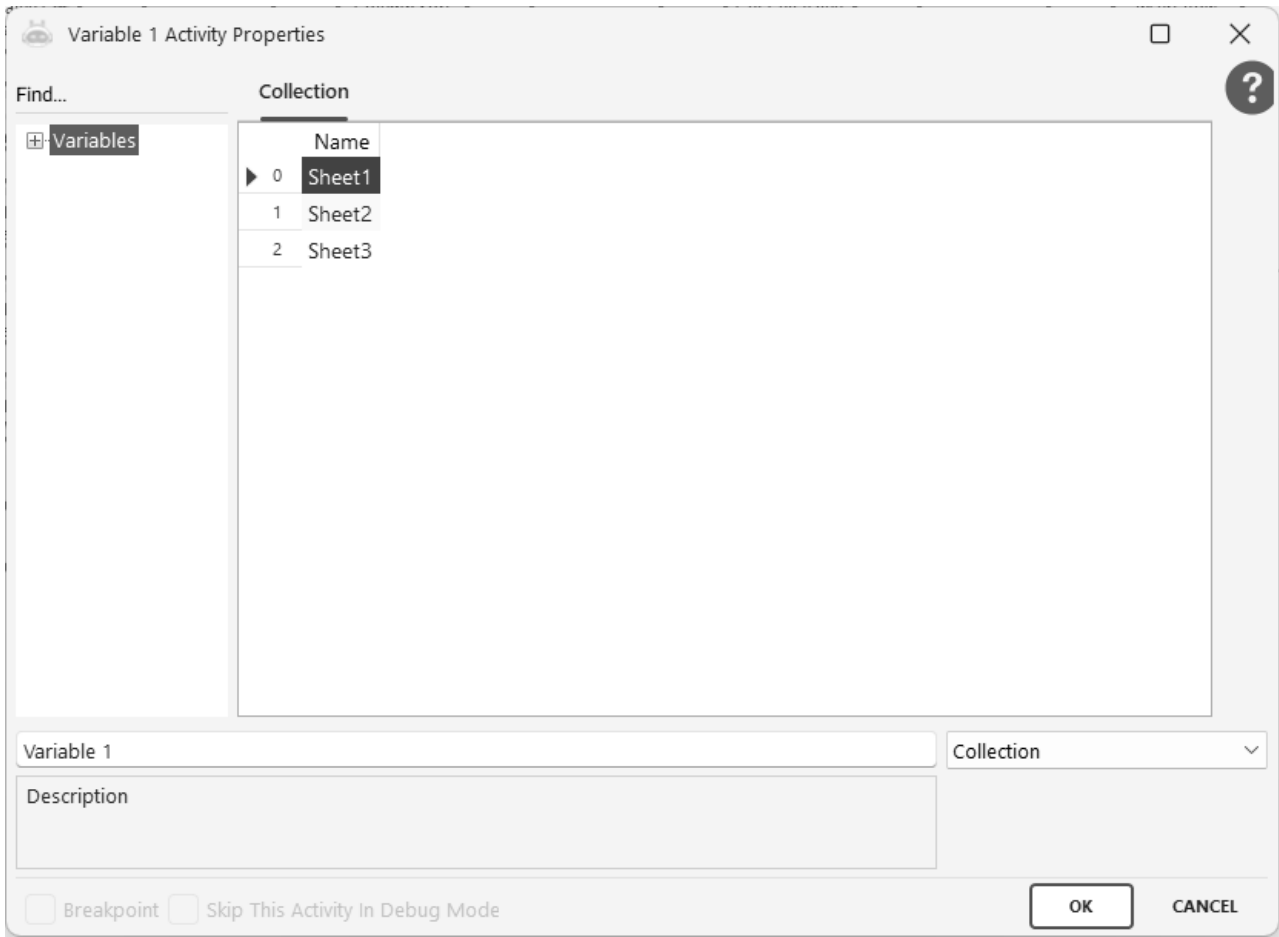 Variable 1 Activity Properties
Find...
Collection
?
Variables
Name
0 Sheet1
1 Sheet2
2 Sheet3
Variable 1
Collection
Description
Breakpoint
Skip This Activity In Debug Mode
OK
CANCEL